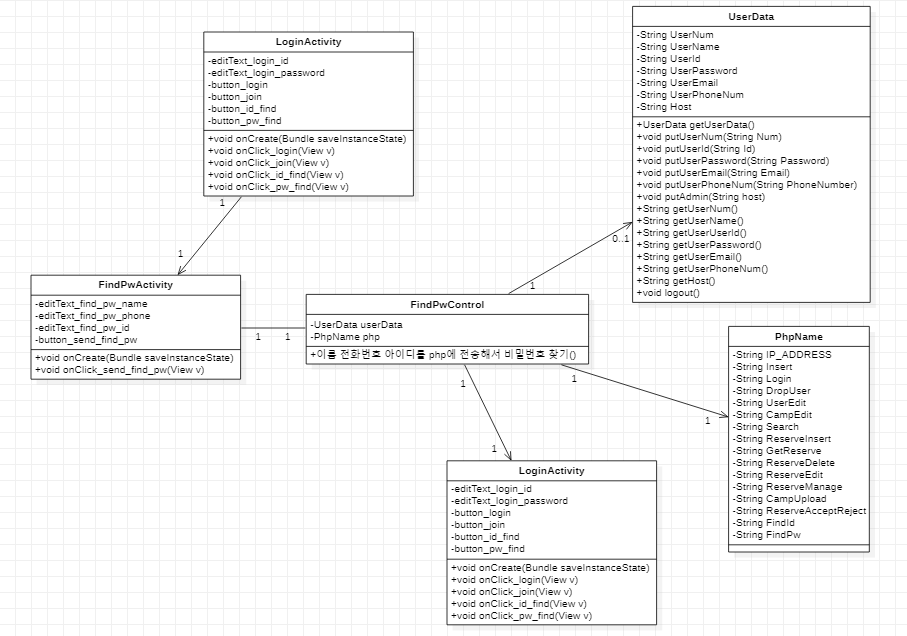 LoginActivity
-editText_login_id
-editText_login_password
-button_login
-button_join
-button_id_find
-button_pw_find
+void onCreate(Bundle saveInstanceState)
+void onClick_login(View v)
+void onClick_join(View v)
+void onClick_id_find(View v)
+void onClick_pw_find(View v)
1
1
UserData
-String UserNum
-String UserName
-String UserId
-String UserPassword
-String UserEmail
-String UserPhoneNum
-String Host
+UserData getUserData()
+void putUserNum(String Num)
+void putUserId(String Id)
+void putUserPassword(String Password)
+void putUserEmail(String Email)
+void putUserPhoneNum(String PhoneNumber)
+void putAdmin(String host)
+String getUserNum()
+String getUserName()
+String getUserUserId()
+String getUserPassword()
+String getUserEmail()
+String getUserPhoneNum()
+String getHost()
+void logout()
0..1
1
FindPwActivity
-editText_find_pw_name
-editText_find_pw_phone
-editText_find_pw_id
-button_send_find_pw
+void onCreate(Bundle saveInstanceState)
+void onClick_send_find_pw(View v)
1
1
FindPwControl
-UserData userData
-PhpName php
+이름 전화번호 아이디를 php에 전송해서 비밀번호 찾기()
1
1
1
1
PhpName
-String IP_ADDRESS
-String Insert
-String Login
-String DropUser
-String UserEdit
-String CampEdit
-String Search
-String ReserveInsert
-String GetReserve
-String ReserveDelete
-String ReserveEdit
-String ReserveManage
-String CampUpload
-String ReserveAcceptReject
-String FindId
-String FindPw
LoginActivity
-editText_login_id
-editText_login_password
-button_login
-button_join
-button_id_find
-button_pw_find
+void onCreate(Bundle saveInstanceState)
+void onClick_login(View v)
+void onClick_join(View v)
+void onClick_id_find(View v)
+void onClick_pw_find(View v)